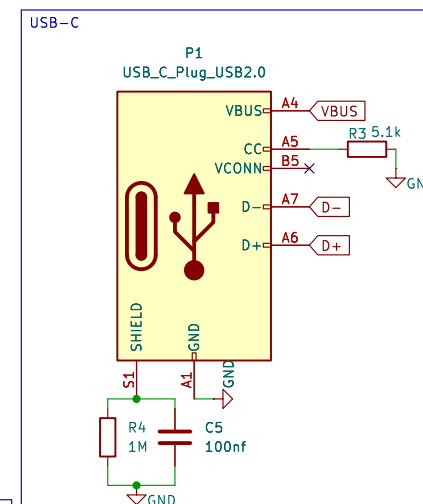 USB-C
P1
USB_C_Plug_USB2.0
VBUS A4 VBUS
CC A5 R3 5.1k
VCONN B5
GND
D- A7 D-
D+ A6 D+
SHIELD GND
S1 A1 GND
R4 C5
1M 100nf
GND